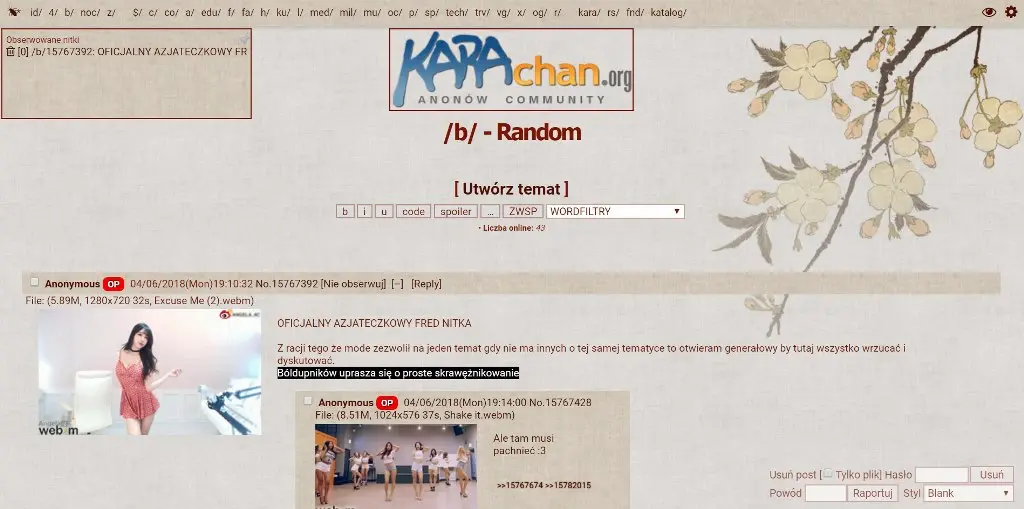 id/ 4/ b/ noc/ z/ $/ c/ co/ a/ edu/ f/ fa/ h/ ku/ l/ med/ mil/ mu/ oc/ p/ sp/ tech/ trv/ vg/ x/ og/ r/ kara/ rs/ fnd/ katalog/
Obserwowane nitki
[0] /b/15767392: OFICJALNY AZJATECZKOWY FR
KARAchan.org
ANONÓW COMMUNITY
/b/ - Random
[ Utwórz temat ]
b i u code spoiler ... ZWSP WORDFILTRY
• Liczba online: 43
Anonymous OP 04/06/2018(Mon)19:10:32 No.15767392 [Nie obserwuj] [–] [Reply]
File: (5.89M, 1280x720 32s, Excuse Me (2).webm)
OFICJALNY AZJATECZKOWY FRED NITKA
Z racji tego że mode zezwolił na jeden temat gdy nie ma innych o tej samej tematyce to otwieram generałowy by tutaj wszystko wrzucać i
dyskutować.
Bóldupników uprasza się o proste skrawężnikowanie
web m
Anonymous OP 04/06/2018(Mon)19:14:00 No.15767428
File: (8.51M, 1024x576 37s, Shake it.webm)
Ale tam musi
pachnieć :3
>>15767674 >>15782015
Usuń post [ Tylko plik] Hasło Usuń
Powód Raportuj Styl Blank